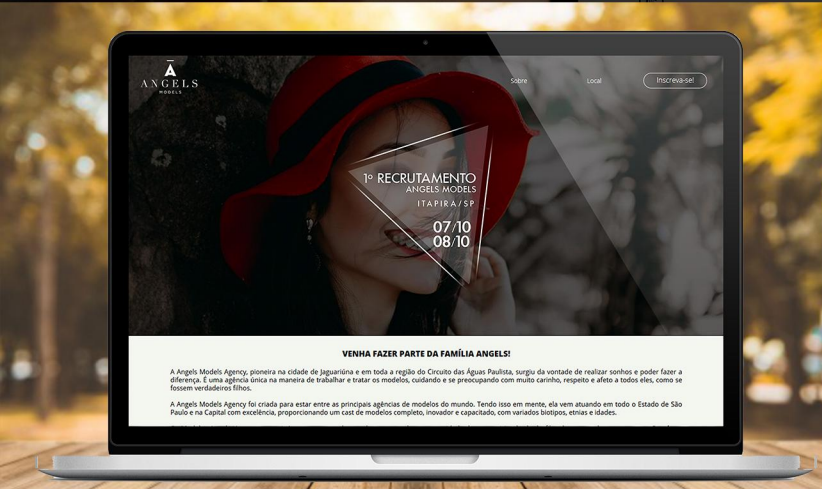 ANGELS
MODELS
Sobre
Local
Inscreva-se!
1º RECRUTAMENTO
ANGELS MODELS
ITAPIRA/SP
07/10
08/10
VENHA FAZER PARTE DA FAMÍLIA ANGELS!
A Angels Models Agency, pioneira na cidade de Jaguariúna e em toda a região do Circuito das Águas Paulista, surgiu da vontade de realizar sonhos e poder fazer a
diferença. É uma agência única na maneira de trabalhar e tratar os modelos, cuidando e se preocupando com muito carinho, respeito e afeto a todos eles, como se
fossem verdadeiros filhos.
A Angels Models Agency foi criada para estar entre as principais agências de modelos do mundo. Tendo isso em mente, ela vem atuando em todo o Estado de São
Paulo e na Capital com excelência, proporcionando um cast de modelos completo, inovador e capacitado, com variados biotipos, etnias e idades.